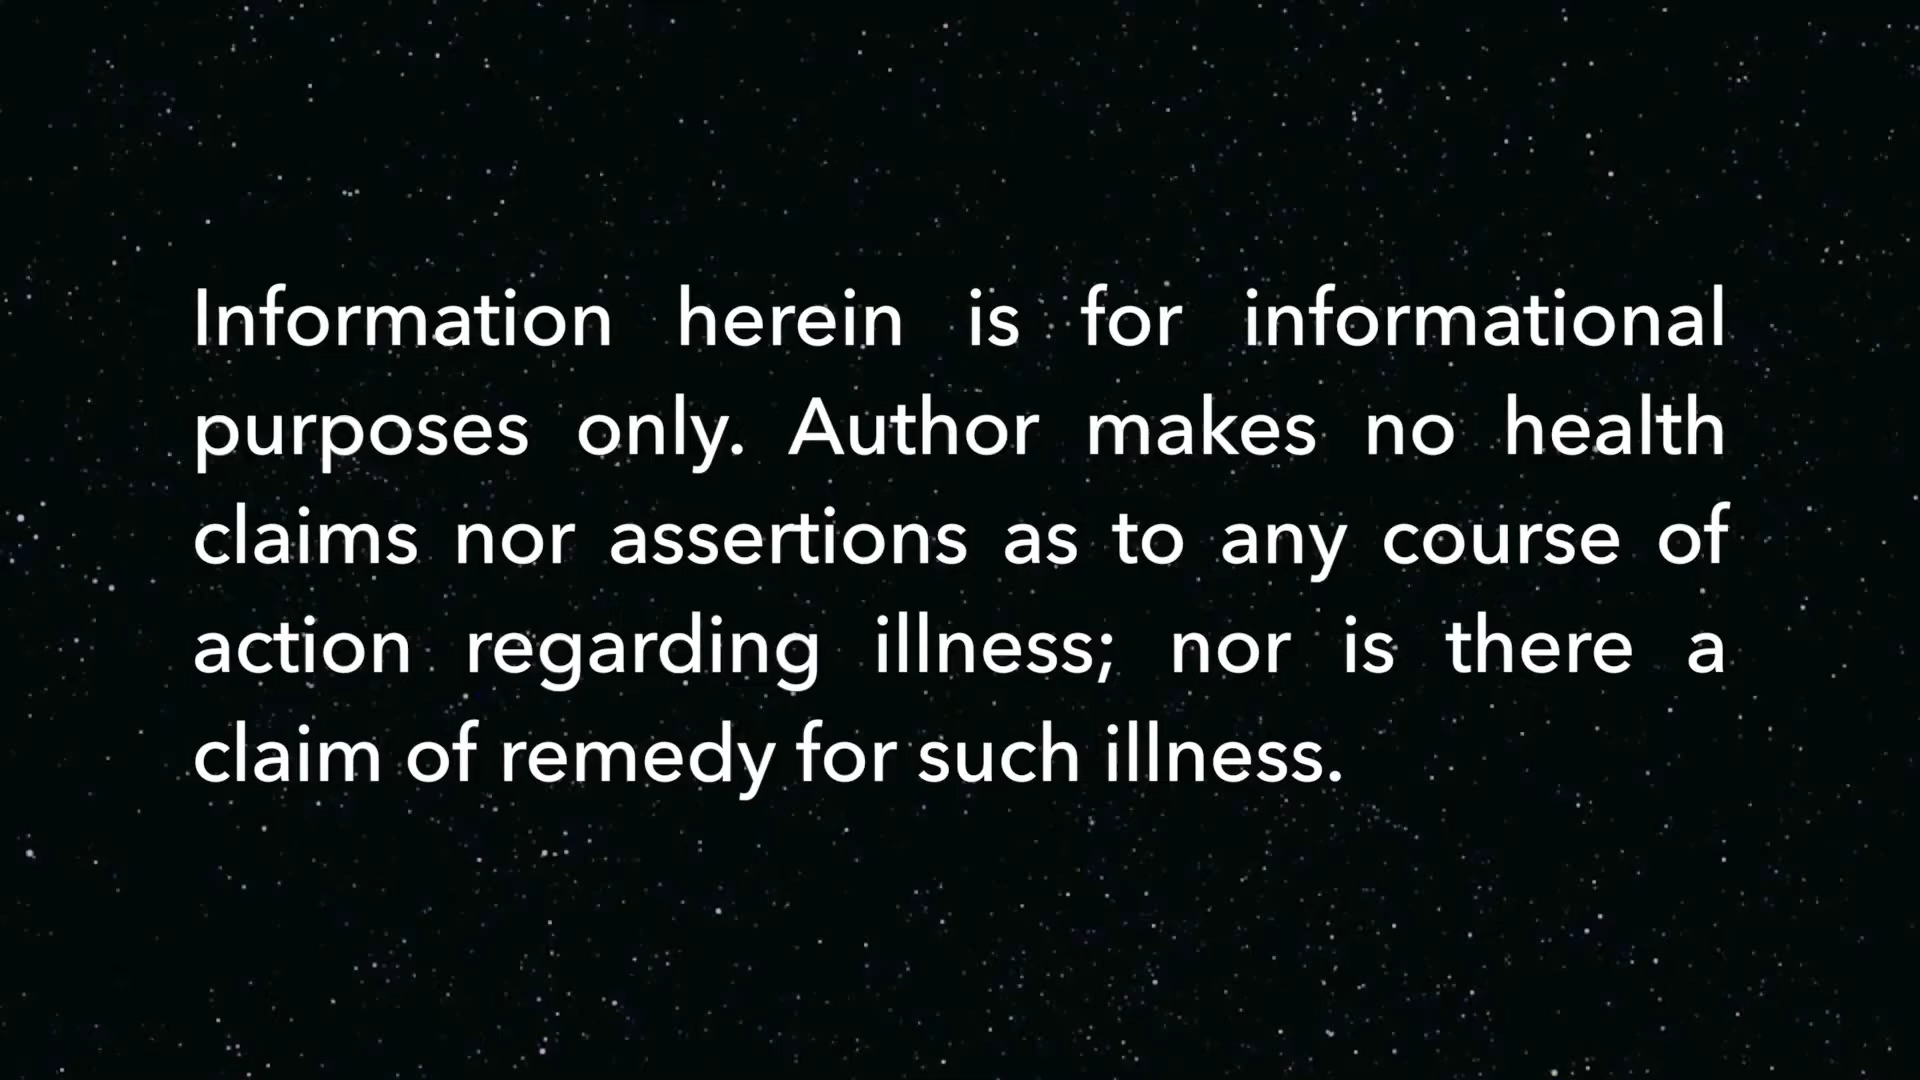 Information herein is for informational
purposes only. Author makes no health
claims nor assertions as to any course of
action regarding illness; nor is there a
claim of remedy for such illness.